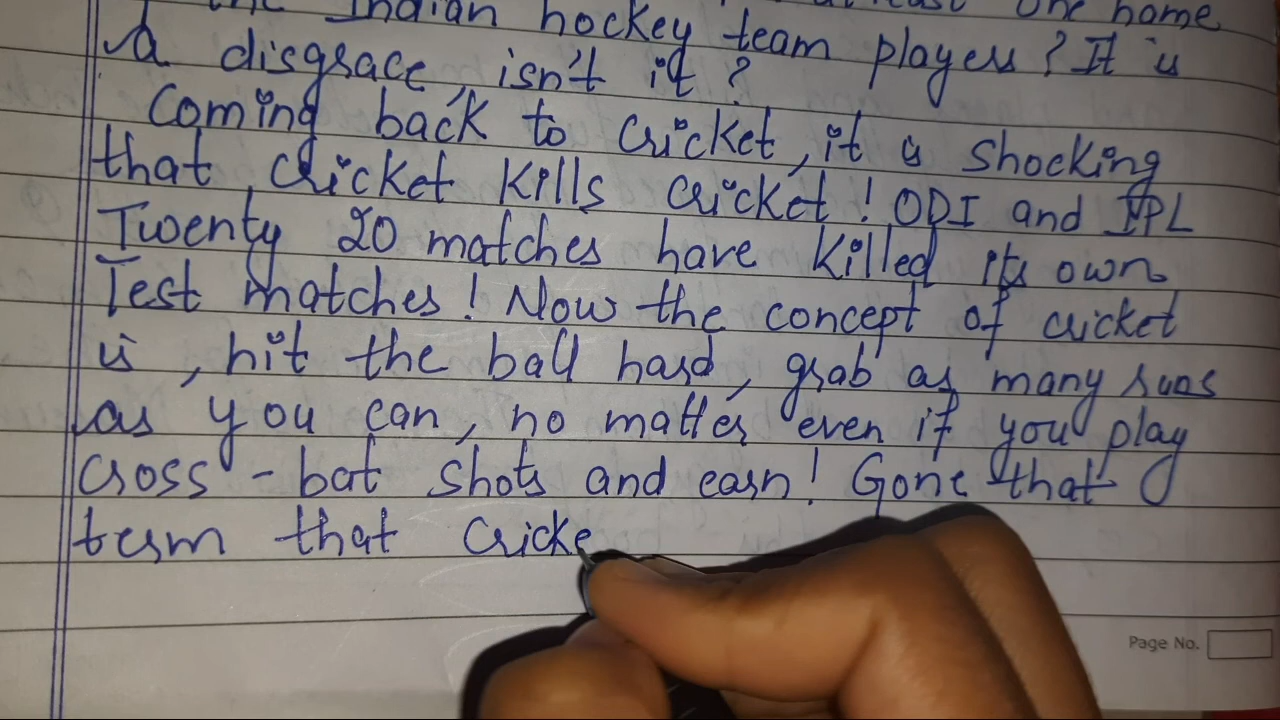 the Indian hockey team players? It is
a disgrace, isn't it?
Coming back to cricket, it is shocking
that, cricket kills cricket! ODI and IPL
Twenty 20 matches have killed its own
Test matches! Now the concept of cricket
is, hit the ball hard, grab as many runs
as you can, no matter even if you play
cross-bat shots and earn! Gone that
term that cricke
Page No.